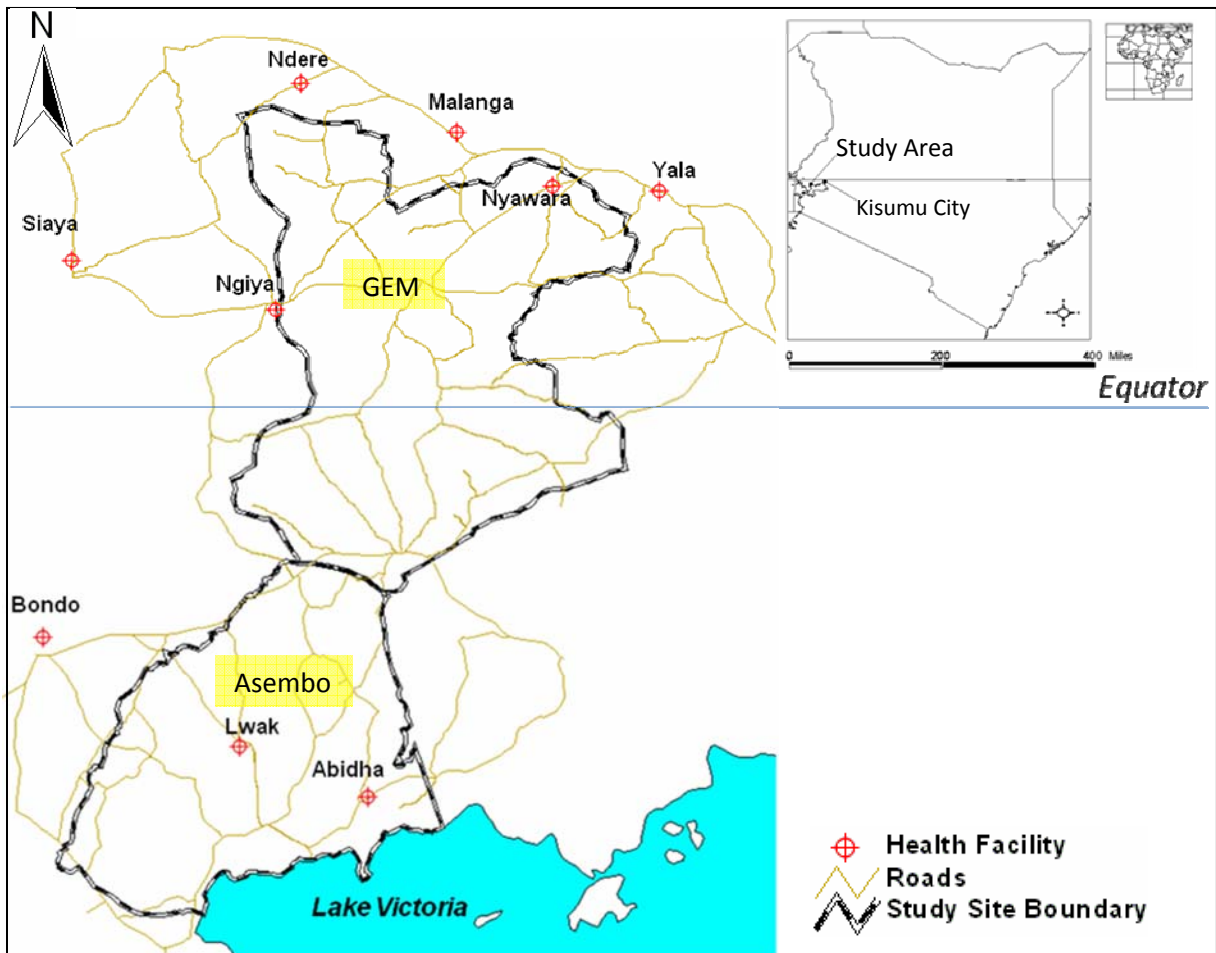 N
Ndere
Malanga
Yala
Nyawara
Siaya
Ngiya
GEM
Study Area
Kisumu City
0 200 400 Miles
Equator
Bondo
Asembo
Lwak
Abidha
Lake Victoria
Health Facility
Roads
Study Site Boundary